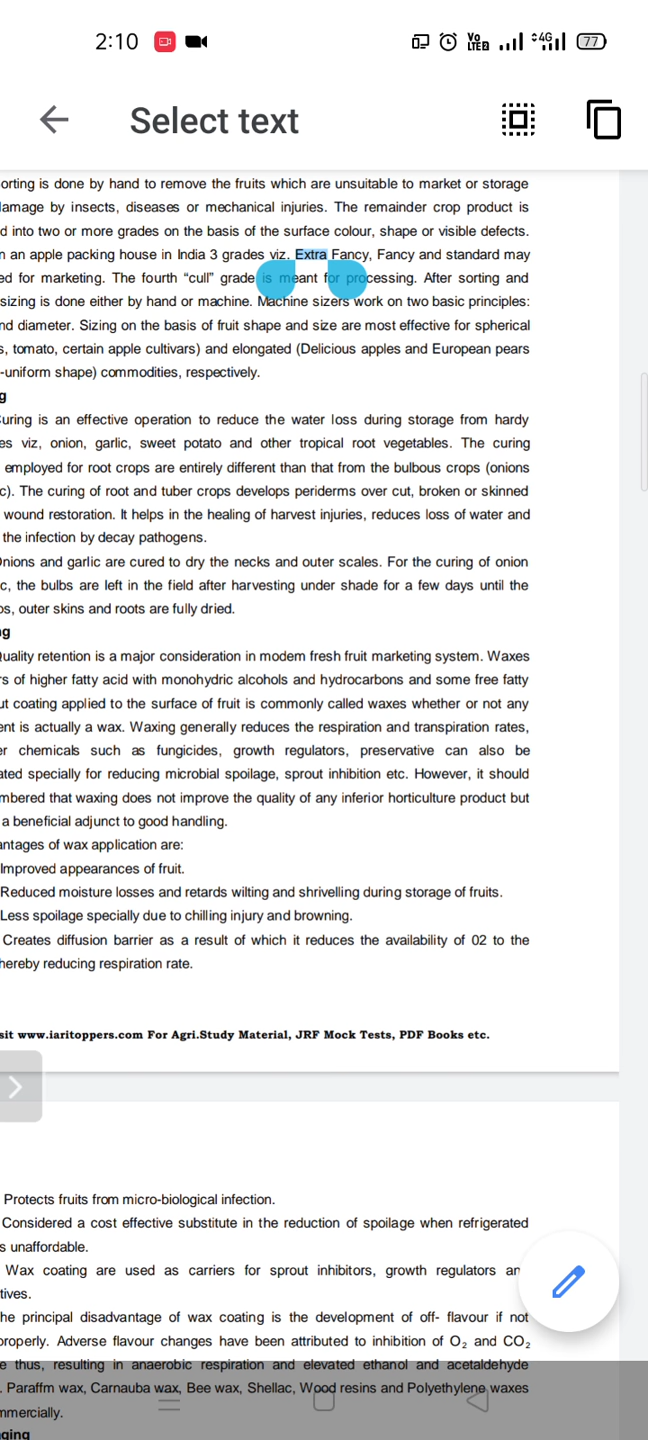 2:10 Vo LTE2 4G 77
Select text
orting is done by hand to remove the fruits which are unsuitable to market or storage
lamage by insects, diseases or mechanical injuries. The remainder crop product is
d into two or more grades on the basis of the surface colour, shape or visible defects.
n an apple packing house in India 3 grades viz. Extra Fancy, Fancy and standard may
ed for marketing. The fourth “cull” grade is meant for processing. After sorting and
sizing is done either by hand or machine. Machine sizers work on two basic principles:
nd diameter. Sizing on the basis of fruit shape and size are most effective for spherical
s, tomato, certain apple cultivars) and elongated (Delicious apples and European pears
-uniform shape) commodities, respectively.
g
Curing is an effective operation to reduce the water loss during storage from hardy
es viz, onion, garlic, sweet potato and other tropical root vegetables. The curing
employed for root crops are entirely different than that from the bulbous crops (onions
c). The curing of root and tuber crops develops periderms over cut, broken or skinned
wound restoration. It helps in the healing of harvest injuries, reduces loss of water and
the infection by decay pathogens.
Onions and garlic are cured to dry the necks and outer scales. For the curing of onion
c, the bulbs are left in the field after harvesting under shade for a few days until the
os, outer skins and roots are fully dried.
ng
Quality retention is a major consideration in modem fresh fruit marketing system. Waxes
rs of higher fatty acid with monohydric alcohols and hydrocarbons and some free fatty
ut coating applied to the surface of fruit is commonly called waxes whether or not any
ent is actually a wax. Waxing generally reduces the respiration and transpiration rates,
er chemicals such as fungicides, growth regulators, preservative can also be
ated specially for reducing microbial spoilage, sprout inhibition etc. However, it should
mbered that waxing does not improve the quality of any inferior horticulture product but
a beneficial adjunct to good handling.
antages of wax application are:
Improved appearances of fruit.
Reduced moisture losses and retards wilting and shrivelling during storage of fruits.
Less spoilage specially due to chilling injury and browning.
Creates diffusion barrier as a result of which it reduces the availability of 02 to the
hereby reducing respiration rate.
sit www.iaritoppers.com For Agri.Study Material, JRF Mock Tests, PDF Books etc.
Protects fruits from micro-biological infection.
Considered a cost effective substitute in the reduction of spoilage when refrigerated
s unaffordable.
Wax coating are used as carriers for sprout inhibitors, growth regulators an
tives.
he principal disadvantage of wax coating is the development of off- flavour if not
properly. Adverse flavour changes have been attributed to inhibition of O₂ and CO₂
e thus, resulting in anaerobic respiration and elevated ethanol and acetaldehyde
. Paraffm wax, Carnauba wax, Bee wax, Shellac, Wood resins and Polyethylene waxes
mmercially.
aging